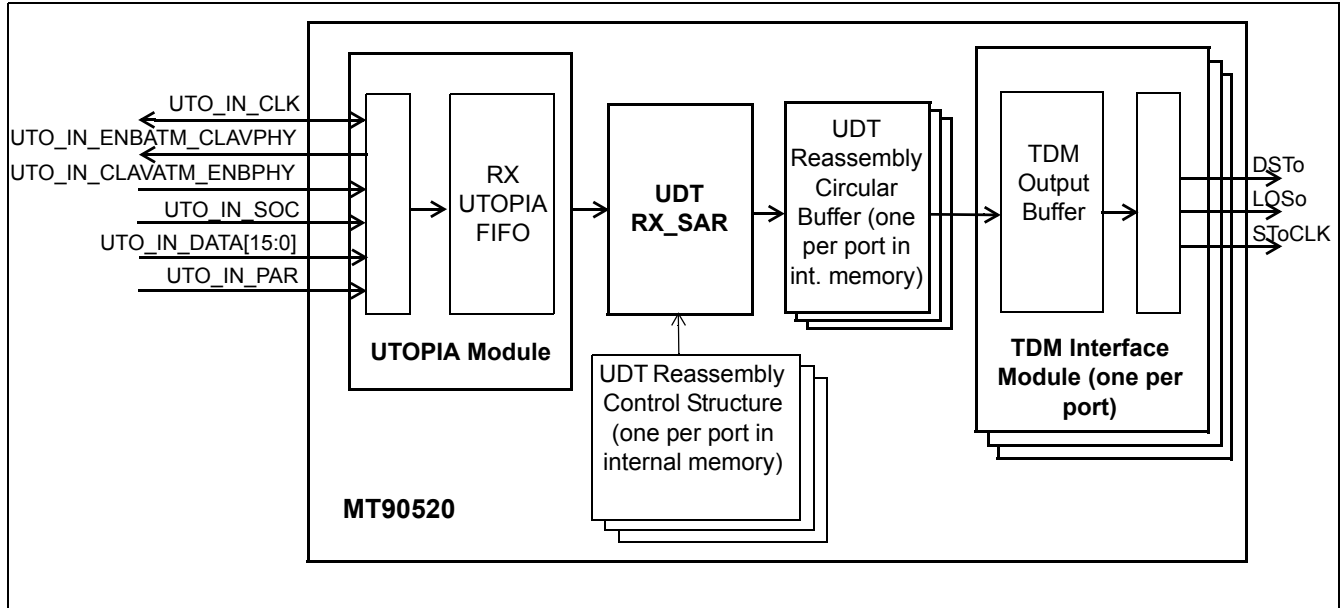 UTO_IN_CLK
UTO_IN_ENBATM_CLAVPHY
UTO_IN_CLAVATM_ENBPHY
UTO_IN_SOC
UTO_IN_DATA[15:0]
UTO_IN_PAR
RX
UTOPIA
FIFO
UTOPIA Module
UDT
RX_SAR
UDT
Reassembly
Circular
Buffer (one
per port in
int. memory)
UDT Reassembly
Control Structure
(one per port in
internal memory)
TDM
Output
Buffer
TDM Interface
Module (one per
port)
DSTo
LOSo
SToCLK
MT90520